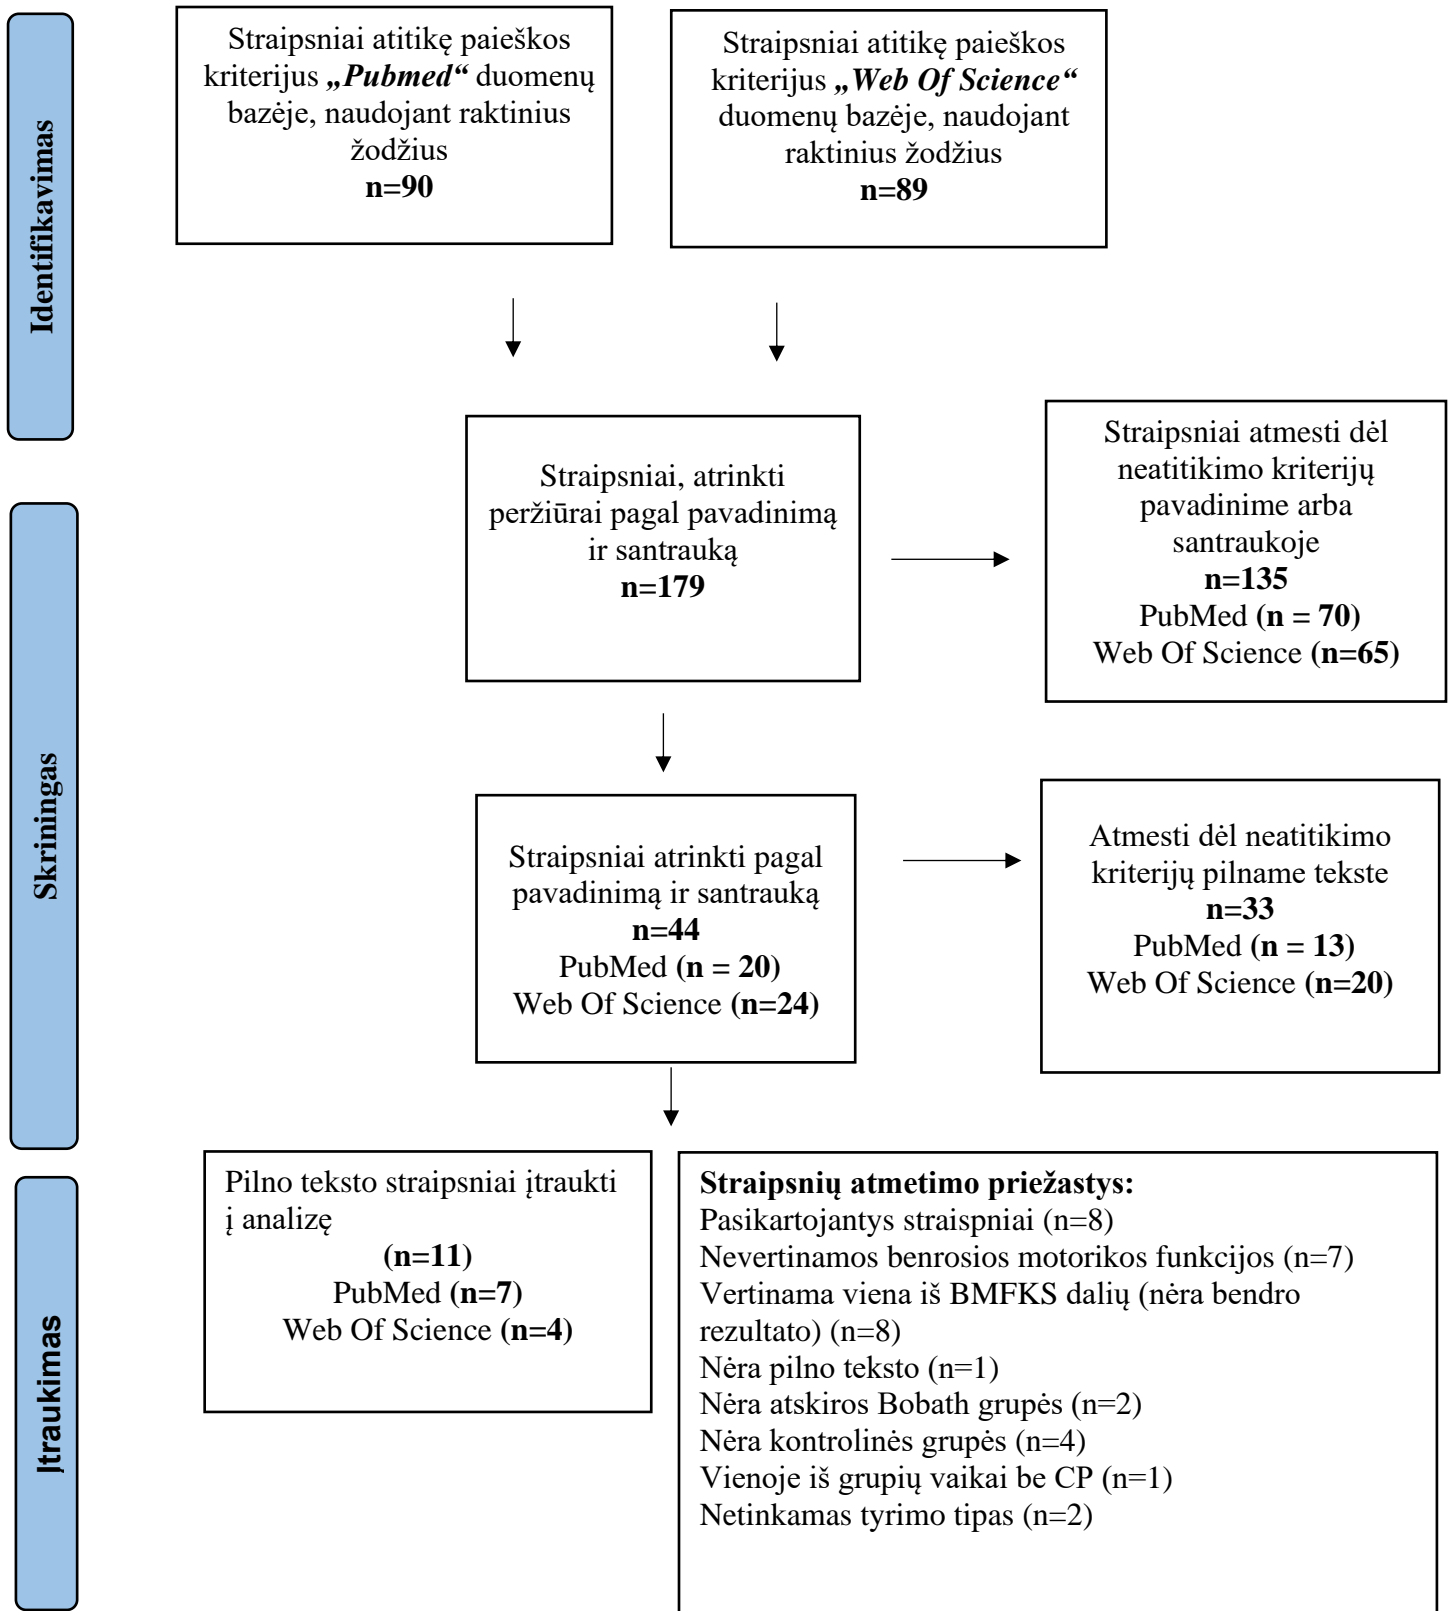 Identifikavimas
Straipsniai atitikę paieškos
kriterijus „Pubmed“ duomenų
bazėje, naudojant raktinius
žodžius
n=90
Straipsniai atitikę paieškos
kriterijus „Web Of Science“
duomenų bazėje, naudojant
raktinius žodžius
n=89
Skriningas
Straipsniai, atrinkti
peržiūrai pagal pavadinimą
ir santrauką
n=179
Straipsniai atmesti dėl
neatitikimo kriterijų
pavadinime arba
santraukoje
n=135
PubMed (n = 70)
Web Of Science (n=65)
Straipsniai atrinkti pagal
pavadinimą ir santrauką
n=44
PubMed (n = 20)
Web Of Science (n=24)
Atmesti dėl neatitikimo
kriterijų pilname tekste
n=33
PubMed (n = 13)
Web Of Science (n=20)
Įtraukimas
Pilno teksto straipsniai įtraukti
į analizę
(n=11)
PubMed (n=7)
Web Of Science (n=4)
Straipsnių atmetimo priežastys:
Pasikartojantys straispniai (n=8)
Nevertinamos benrosios motorikos funkcijos (n=7)
Vertinama viena iš BMFKS dalių (nėra bendro
rezultato) (n=8)
Nėra pilno teksto (n=1)
Nėra atskiros Bobath grupės (n=2)
Nėra kontrolinės grupės (n=4)
Vienoje iš grupių vaikai be CP (n=1)
Netinkamas tyrimo tipas (n=2)